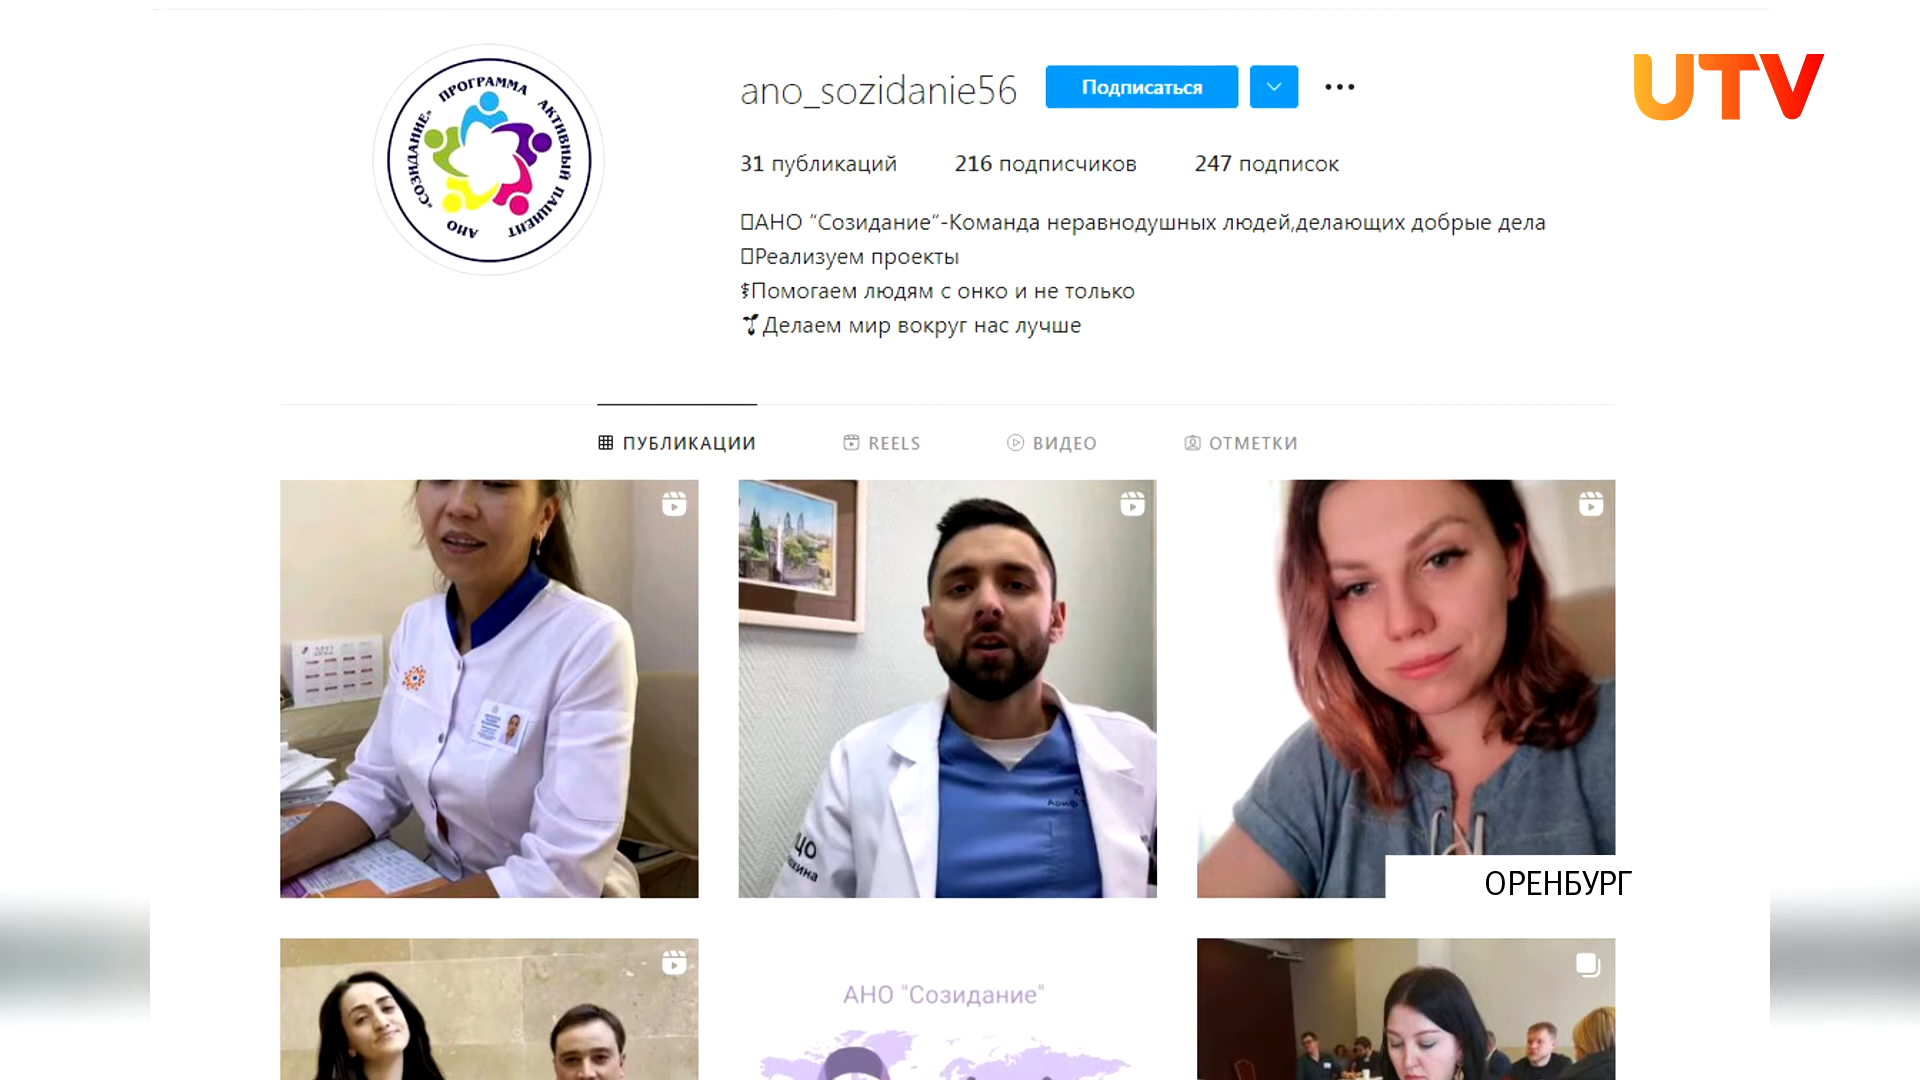 ПРОГРАММА АКТИВНЫЙ ПАЦИЕНТ
АНО «СОЗИДАНИЕ»
ano_sozidanie56
Подписаться
UTV
31 публикаций
216 подписчиков
247 подписок
АНО "Созидание"-Команда неравнодушных людей,делающих добрые дела
Реализуем проекты
⚕Помогаем людям с онко и не только
Делаем мир вокруг нас лучше
ПУБЛИКАЦИИ
REELS
ВИДЕО
ОТМЕТКИ
2022
Ариф
ОРЕНБУРГ
АНО "Созидание"